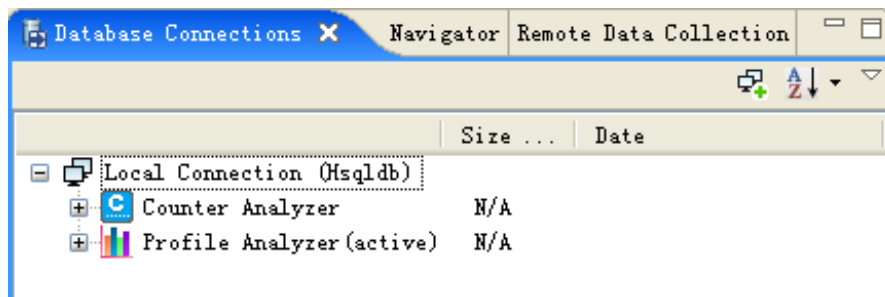 Database Connections Navigator Remote Data Collection
A
Z
Size ... Date
Local Connection (Hsqldb)
C Counter Analyzer N/A
Profile Analyzer(active) N/A